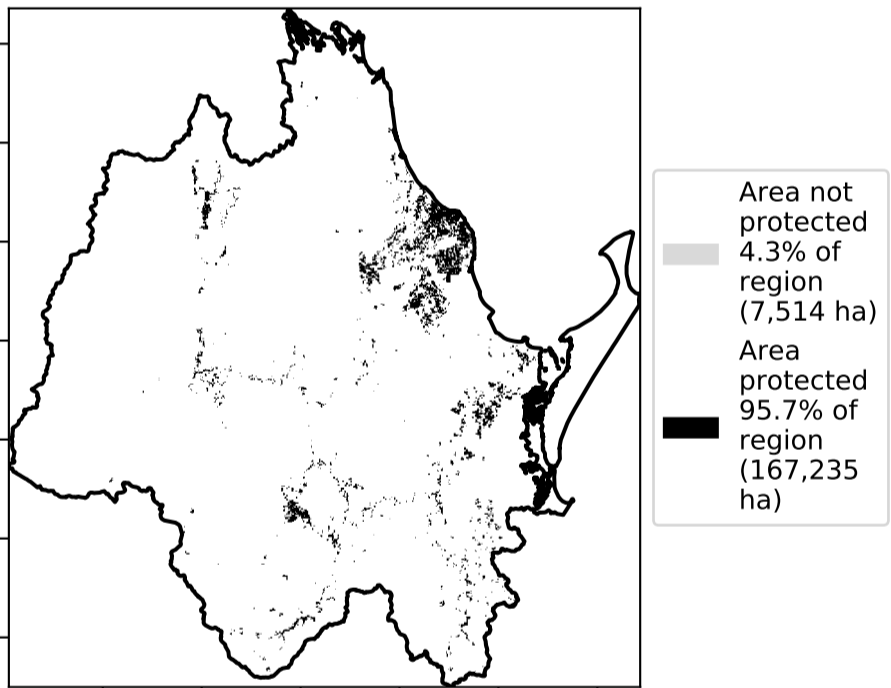 Area not
protected
4.3% of
region
(7,514 ha)
Area
protected
95.7% of
region
(167,235
ha)